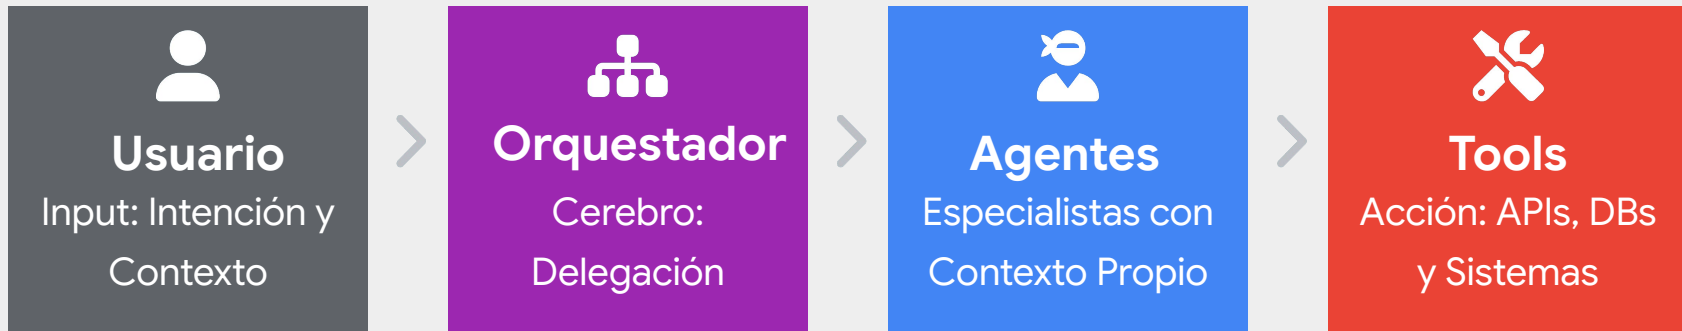 Usuario
Input: Intención y
Contexto
Orquestador
Cerebro:
Delegación
Agentes
Especialistas con
Contexto Propio
Tools
Acción: APIs, DBs
y Sistemas